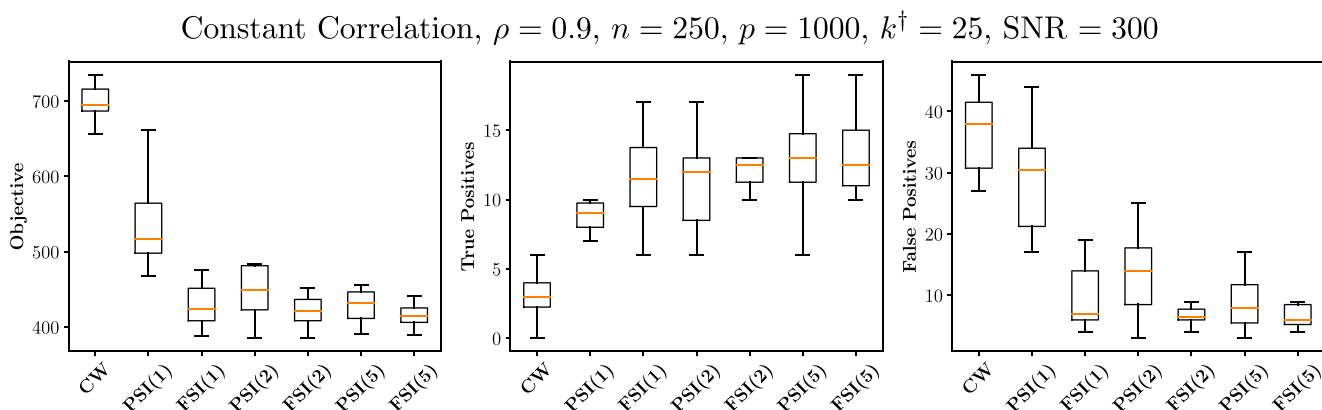 Constant Correlation, ρ = 0.9, n = 250, p = 1000, k† = 25, SNR = 300
Objective
700
600
500
400
CW
PSI(1)
FSI(1)
PSI(2)
FSI(2)
PSI(5)
FSI(5)
True Positives
15
10
5
0
CW
PSI(1)
FSI(1)
PSI(2)
FSI(2)
PSI(5)
FSI(5)
False Positives
40
30
20
10
CW
PSI(1)
FSI(1)
PSI(2)
FSI(2)
PSI(5)
FSI(5)